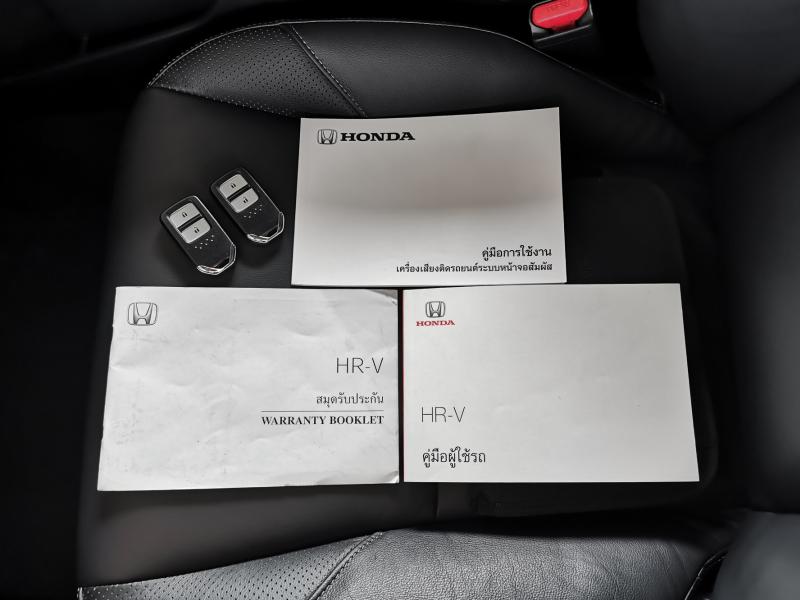 HONDA
คู่มือการใช้งาน
เครื่องเสียงติดรถยนต์ระบบหน้าจอสัมผัส
HR-V
สมุดรับประกัน
WARRANTY BOOKLET
HONDA
HR-V
คู่มือผู้ใช้รถ